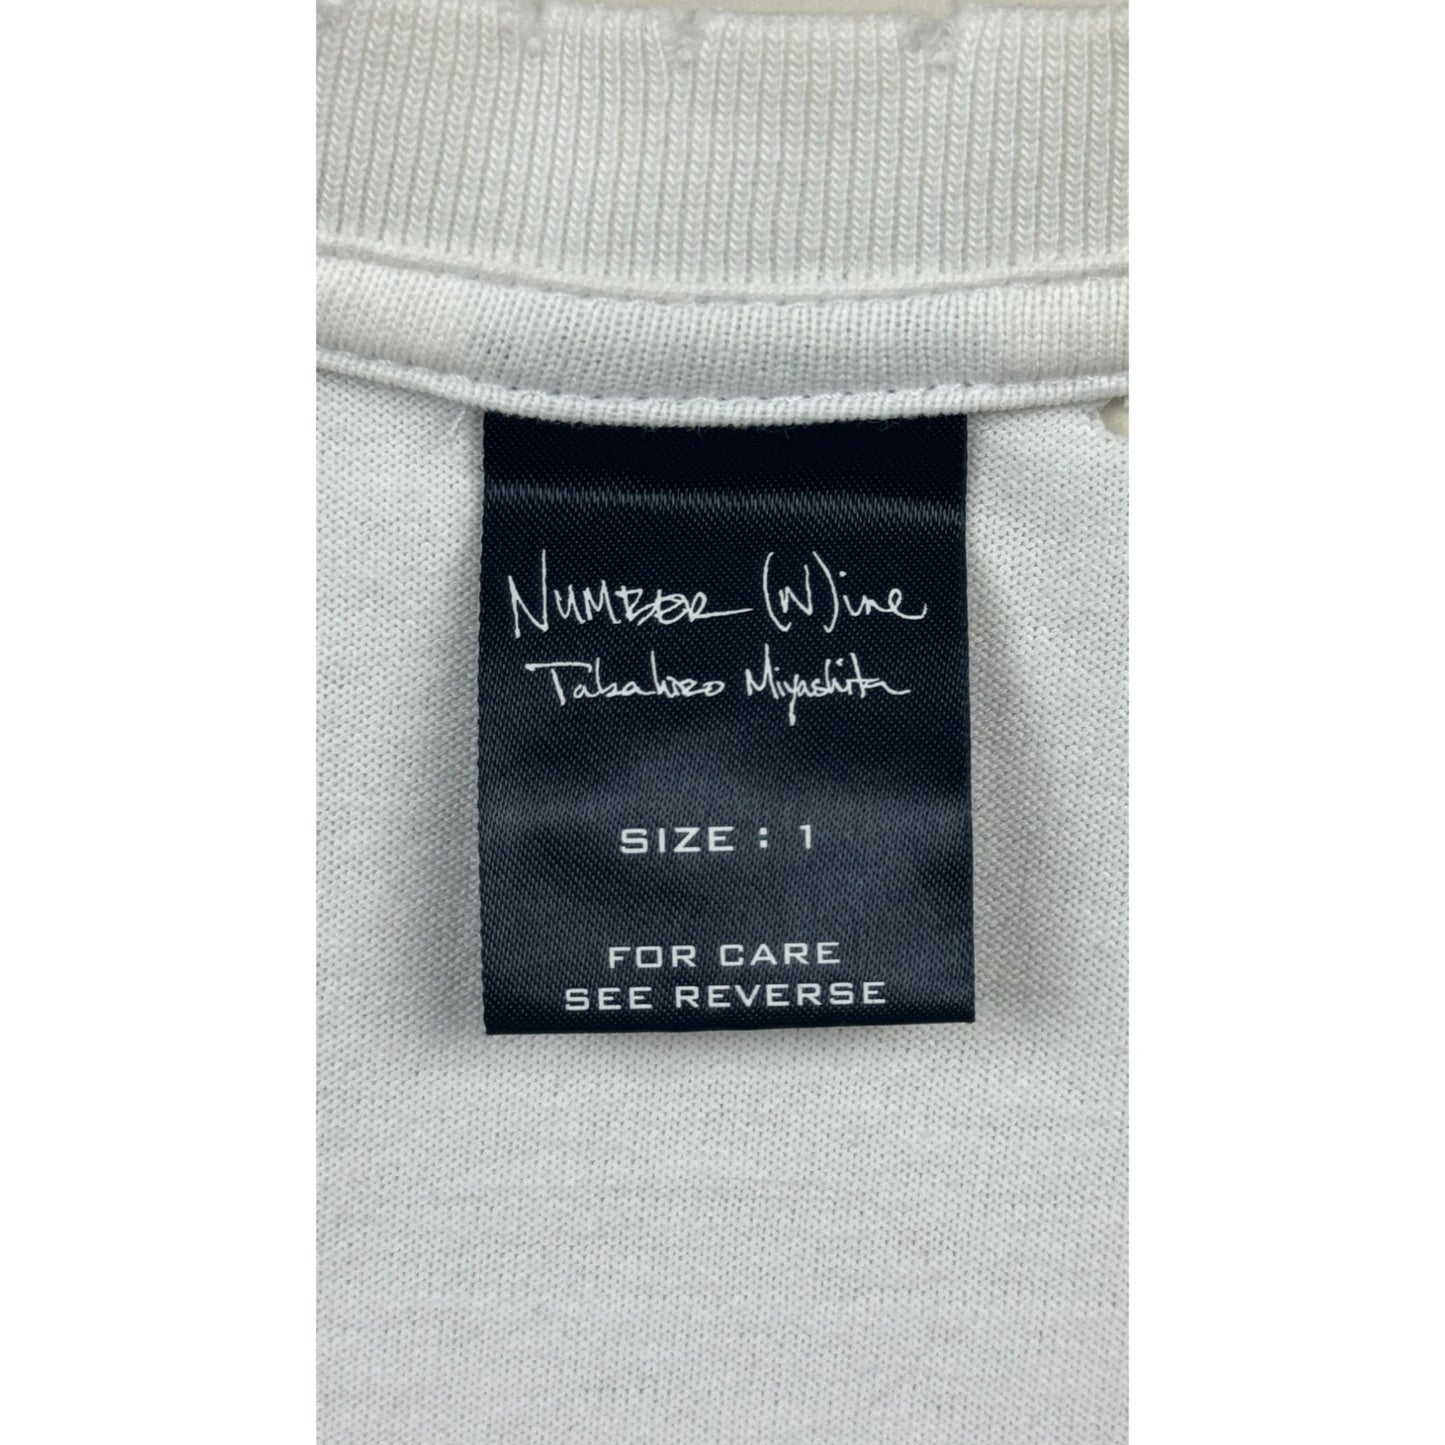 NUMBER (N)ine
Takahiro Miyashita
SIZE : 1
FOR CARE
SEE REVERSE